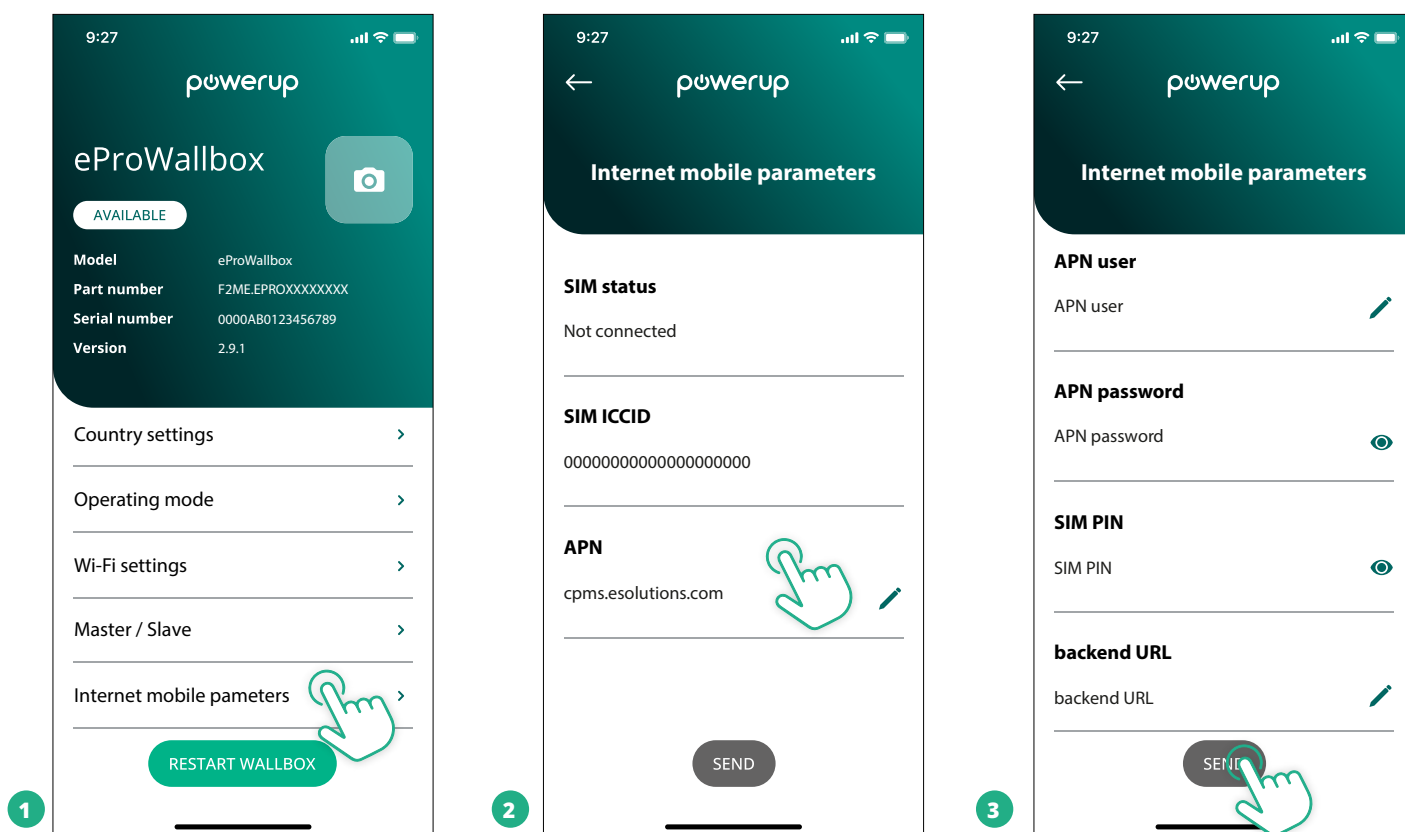 9:27
powerup
eProWallbox
AVAILABLE
Model eProWallbox
Part number F2ME.EPROXXXXXXXX
Serial number 0000AB0123456789
Version 2.9.1
Country settings
Operating mode
Wi-Fi settings
Master / Slave
Internet mobile pameters
RESTART WALLBOX
1
9:27
powerup
Internet mobile parameters
SIM status
Not connected
SIM ICCID
00000000000000000000
APN
cpms.esolutions.com
SEND
2
9:27
powerup
Internet mobile parameters
APN user
APN user
APN password
APN password
SIM PIN
SIM PIN
backend URL
backend URL
SEND
3